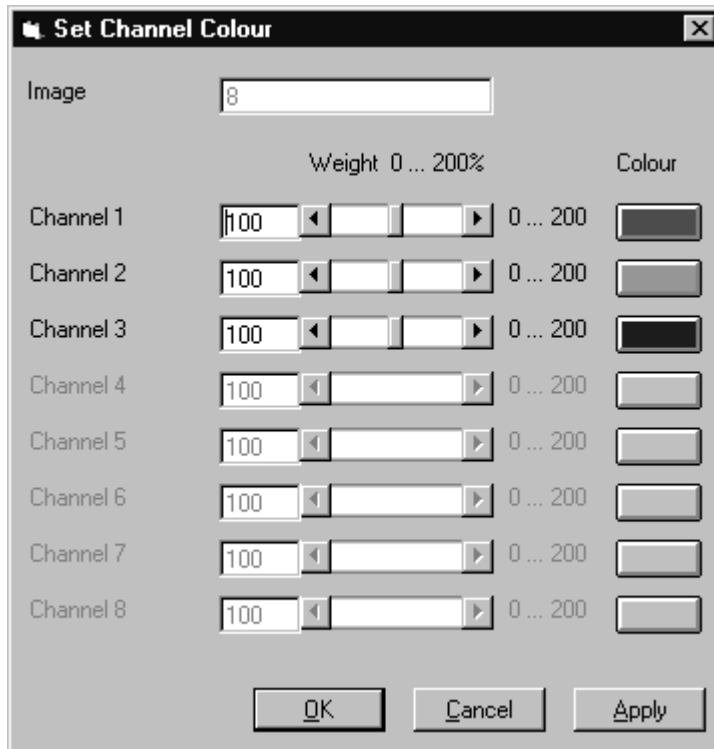 Set Channel Colour
Image 8
Weight 0 ... 200% Colour
Channel 1 100 0 ... 200
Channel 2 100 0 ... 200
Channel 3 100 0 ... 200
Channel 4 100 0 ... 200
Channel 5 100 0 ... 200
Channel 6 100 0 ... 200
Channel 7 100 0 ... 200
Channel 8 100 0 ... 200
OK Cancel Apply